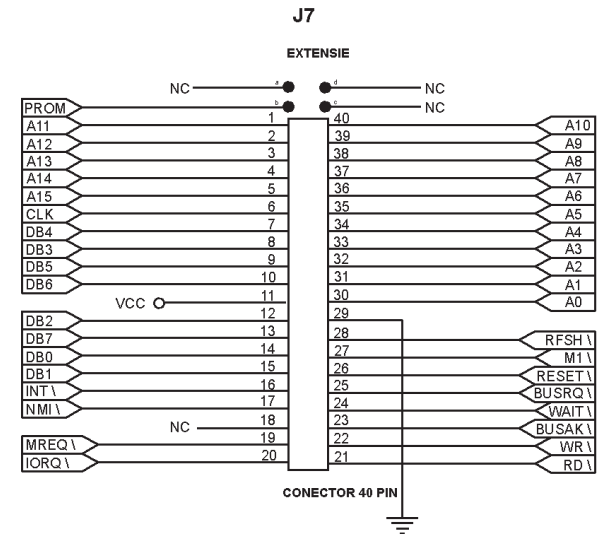 J7
EXTENSIE
NC a d NC
PROM b c NC
A11 1 40 A10
A12 2 39 A9
A13 3 38 A8
A14 4 37 A7
A15 5 36 A6
CLK 6 35 A5
DB4 7 34 A4
DB3 8 33 A3
DB5 9 32 A2
DB6 10 31 A1
VCC 11 30 A0
DB2 12 29
DB7 13 28 RFSH \
DB0 14 27 M1 \
DB1 15 26 RESET \
INT \ 16 25 BUSRQ \
NMI \ 17 24 WAIT \
NC 18 23 BUSAK \
MREQ \ 19 22 WR \
IORQ \ 20 21 RD \
CONECTOR 40 PIN